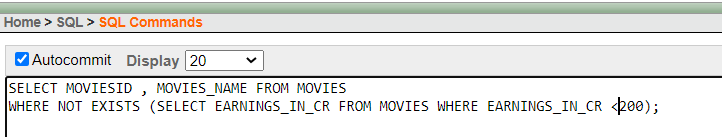 Home > SQL > SQL Commands
Autocommit Display 20
SELECT MOVIESID , MOVIES_NAME FROM MOVIES
WHERE NOT EXISTS (SELECT EARNINGS_IN_CR FROM MOVIES WHERE EARNINGS_IN_CR <200);